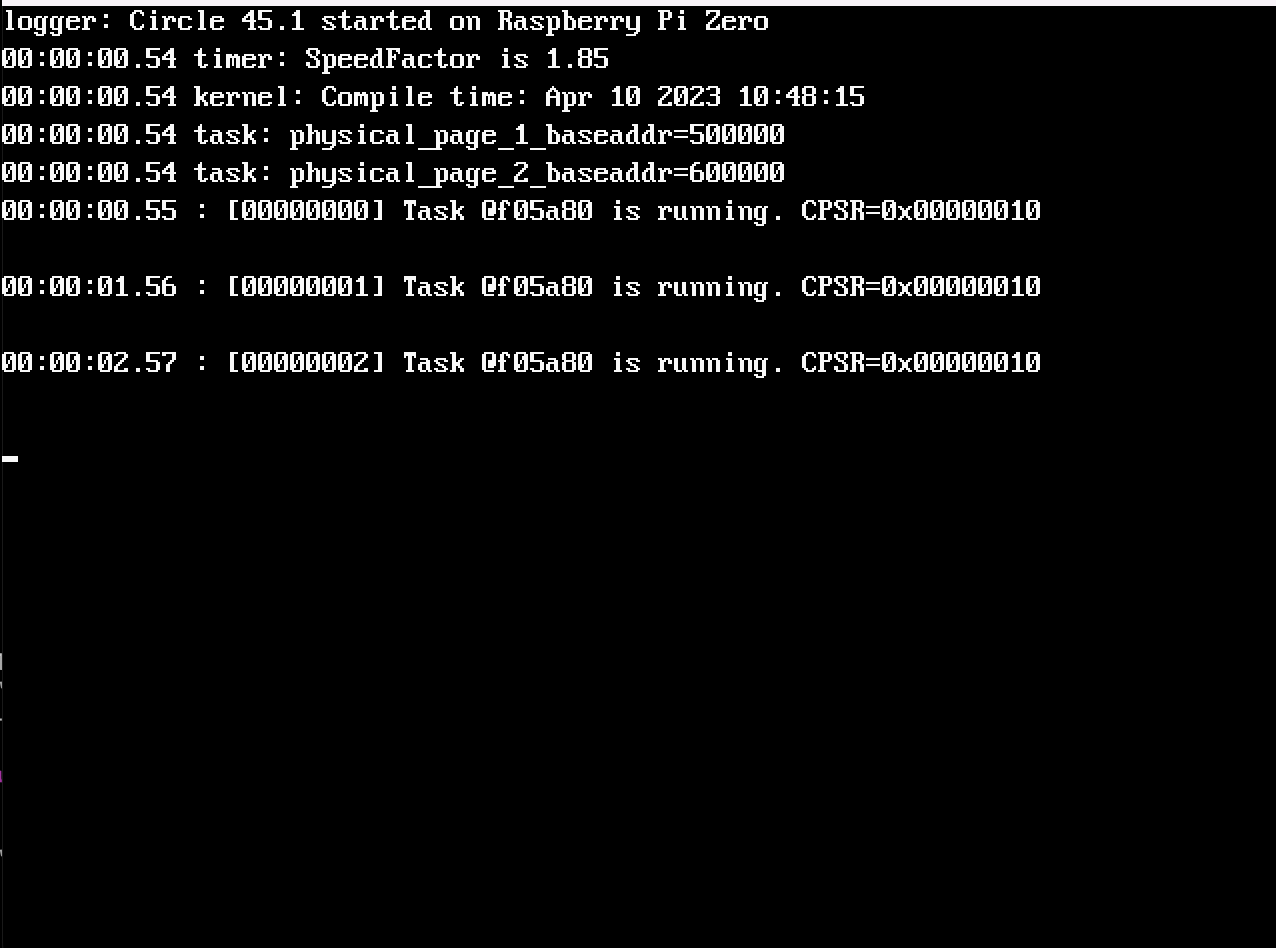 logger: Circle 45.1 started on Raspberry Pi Zero
00:00:00.54 timer: SpeedFactor is 1.85
00:00:00.54 kernel: Compile time: Apr 10 2023 10:48:15
00:00:00.54 task: physical_page_1_baseaddr=500000
00:00:00.54 task: physical_page_2_baseaddr=600000
00:00:00.55 : [00000000] Task @f05a80 is running. CPSR=0x00000010
00:00:01.56 : [00000001] Task @f05a80 is running. CPSR=0x00000010
00:00:02.57 : [00000002] Task @f05a80 is running. CPSR=0x00000010